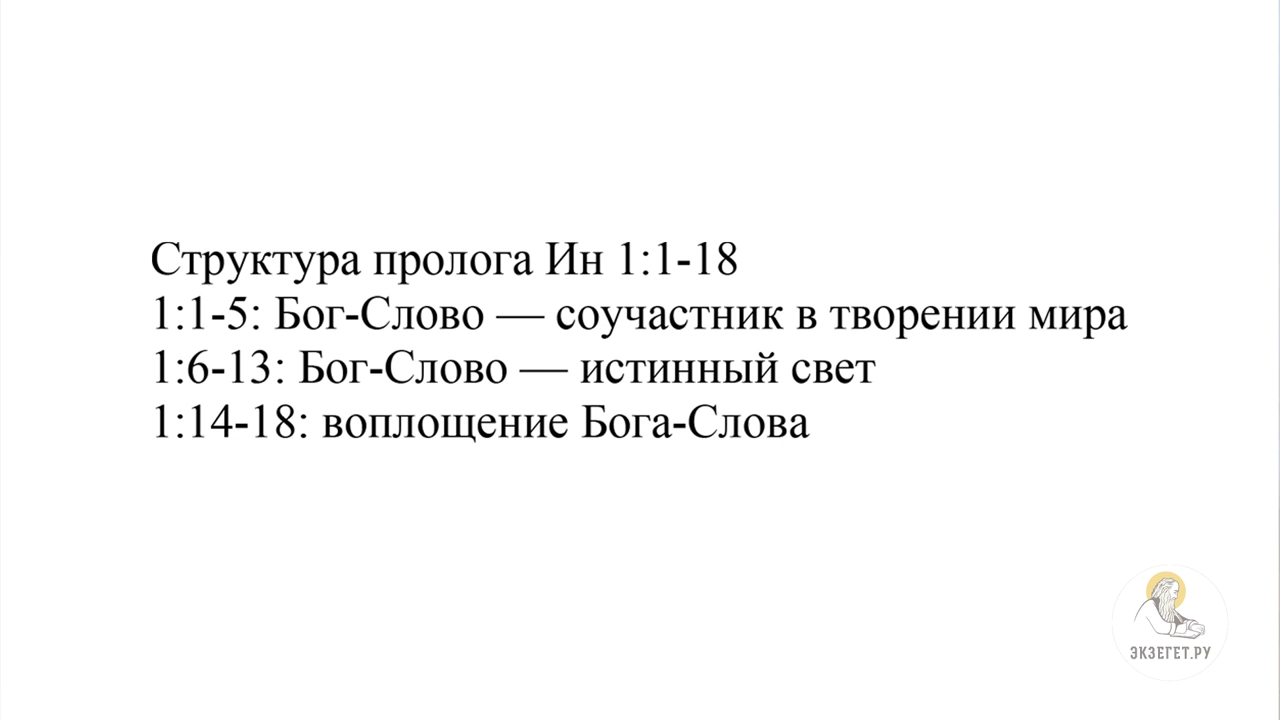 Структура пролога Ин 1:1-18
1:1-5: Бог-Слово — соучастник в творении мира
1:6-13: Бог-Слово — истинный свет
1:14-18: воплощение Бога-Слова
ЭКЗЕГЕТ.РУ